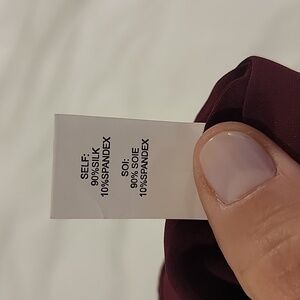 SELF:
90%SILK
10%SPANDEX
SOI:
90% SOIE
10%SPANDEX